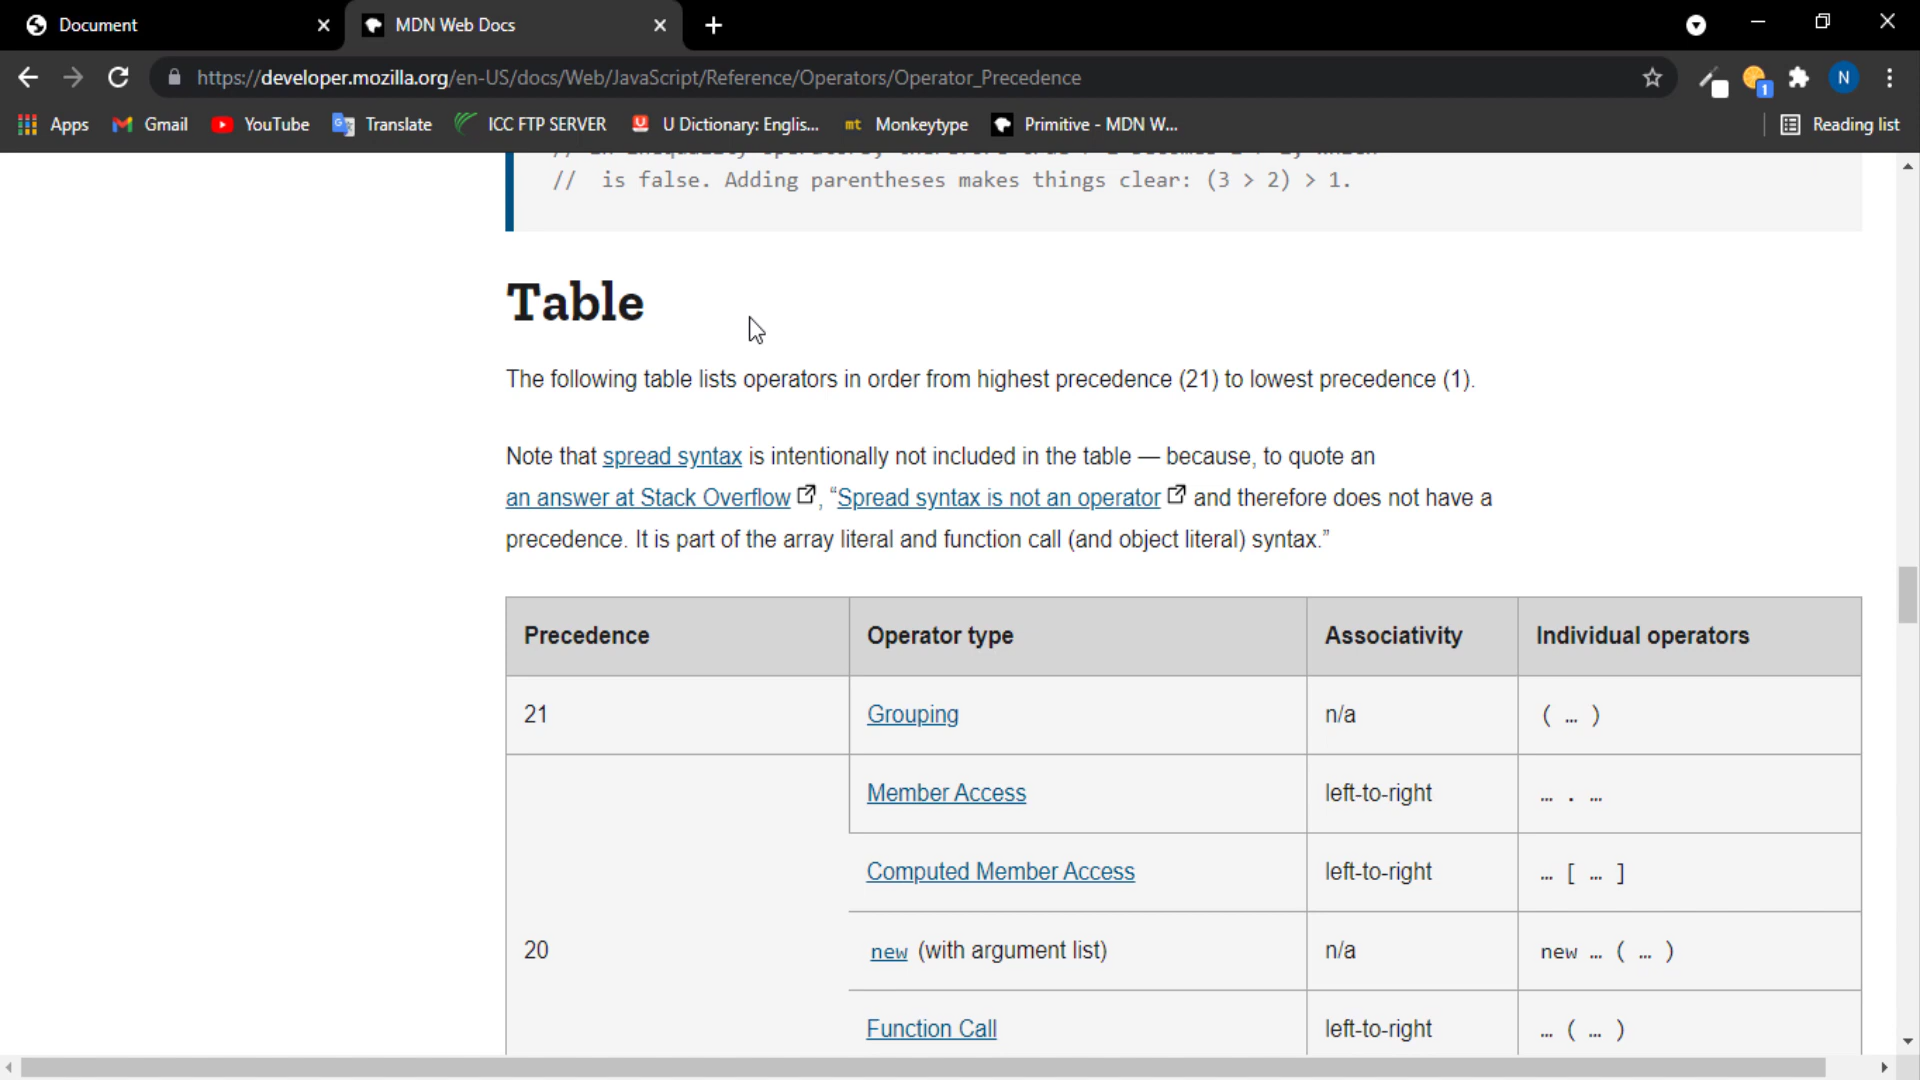 Document
MDN Web Docs
https://developer.mozilla.org/en-US/docs/Web/JavaScript/Reference/Operators/Operator_Precedence
1
N
Apps
Gmail
YouTube
Translate
ICC FTP SERVER
U Dictionary: Englis...
mt Monkeytype
Primitive - MDN W...
Reading list
// is false. Adding parentheses makes things clear: (3 > 2) > 1.
Table
The following table lists operators in order from highest precedence (21) to lowest precedence (1).
Note that spread syntax is intentionally not included in the table — because, to quote an
an answer at Stack Overflow, “Spread syntax is not an operator and therefore does not have a
precedence. It is part of the array literal and function call (and object literal) syntax.”
Precedence Operator type Associativity Individual operators
21 Grouping n/a ( … )
Member Access left-to-right … . …
Computed Member Access left-to-right … [ … ]
20 new (with argument list) n/a new … ( … )
Function Call left-to-right … ( … )